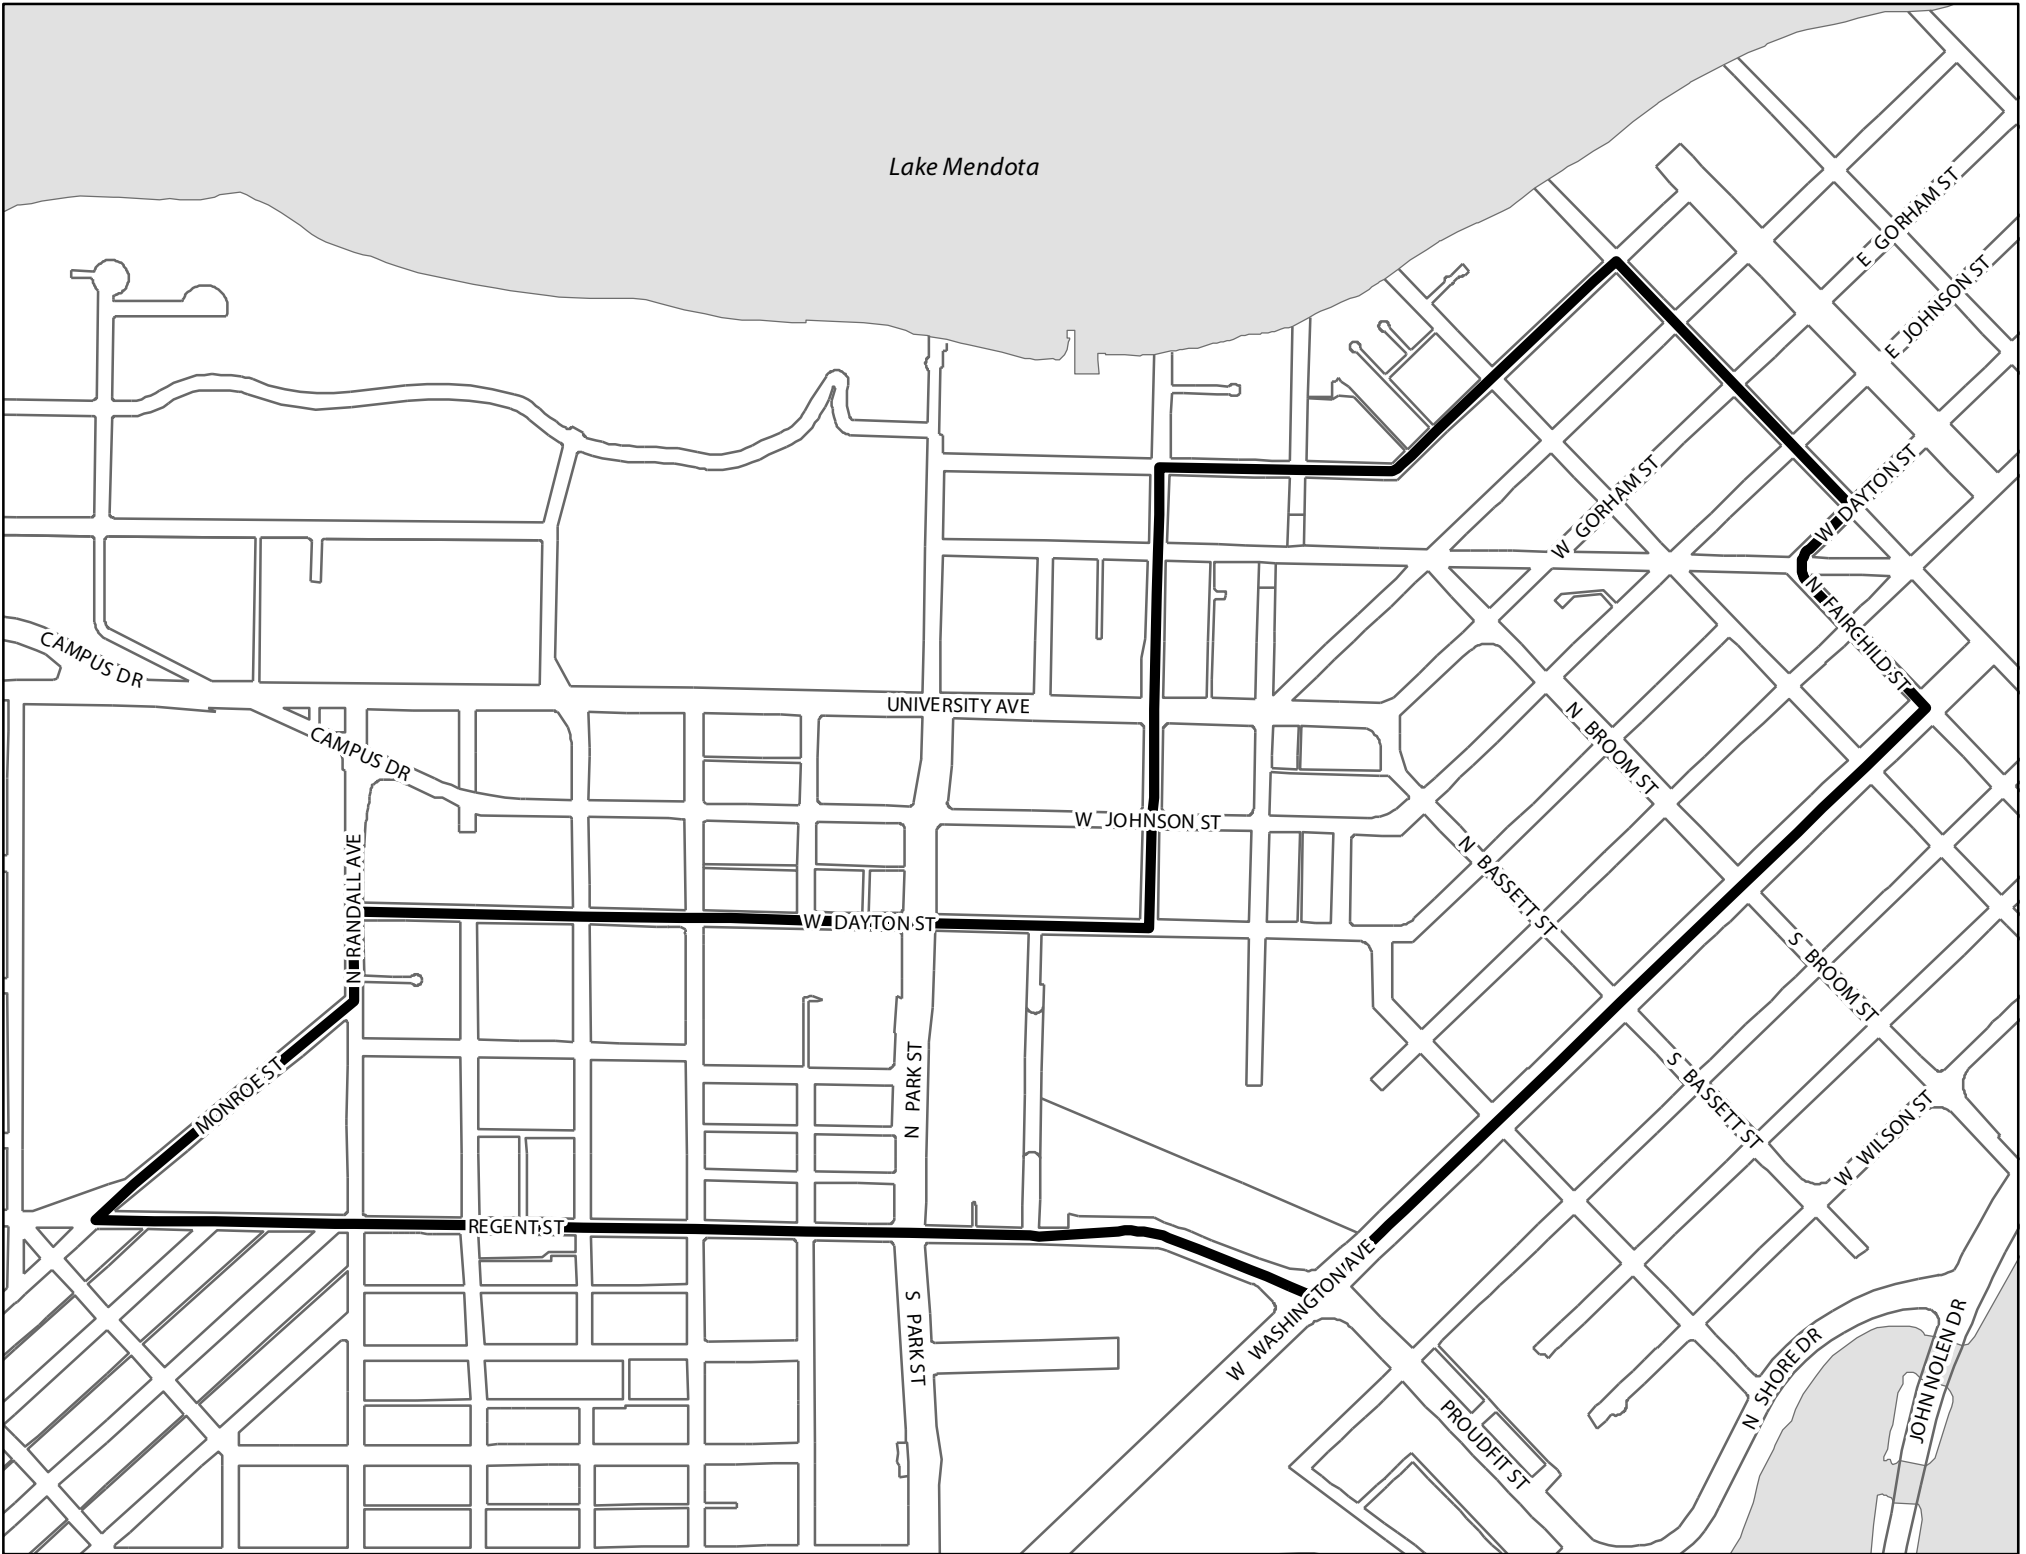 Lake Mendota
E GORHAM ST
E JOHNSON ST
W DAYTON ST
W GORHAM ST
N FAIRCHILD ST
CAMPUS DR
UNIVERSITY AVE
N BROOM ST
CAMPUS DR
W JOHNSON ST
N RANDALL AVE
N BASSETT ST
W DAYTON ST
S BROOM ST
MONROE ST
N PARK ST
S BASSETT ST
W WILSON ST
REGENT ST
W WASHINGTON AVE
S PARK ST
N SHORE DR
JOHN NOLEN DR
PROUDFIT ST